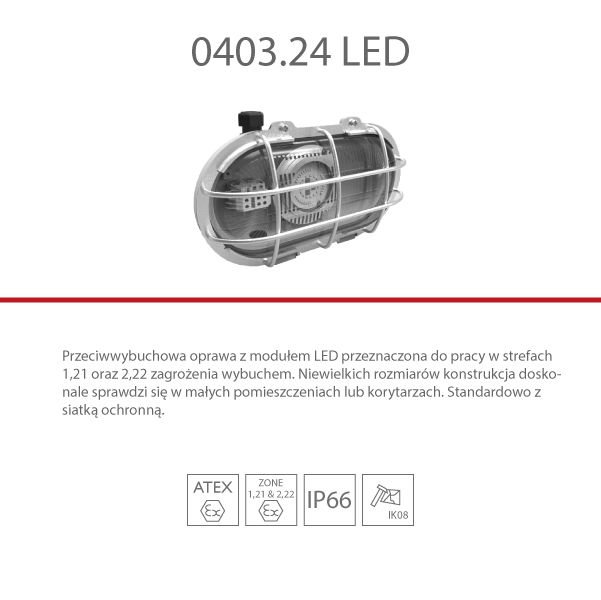 0403.24 LED
Przeciwwybuchowa oprawa z modułem LED przeznaczona do pracy w strefach
1,21 oraz 2,22 zagrożenia wybuchem. Niewielkich rozmiarów konstrukcja dosko-
nale sprawdzi się w małych pomieszczeniach lub korytarzach. Standardowo z
siatką ochronną.
ATEX
Ex
ZONE
1,21 & 2,22
Ex
IP66
IK08